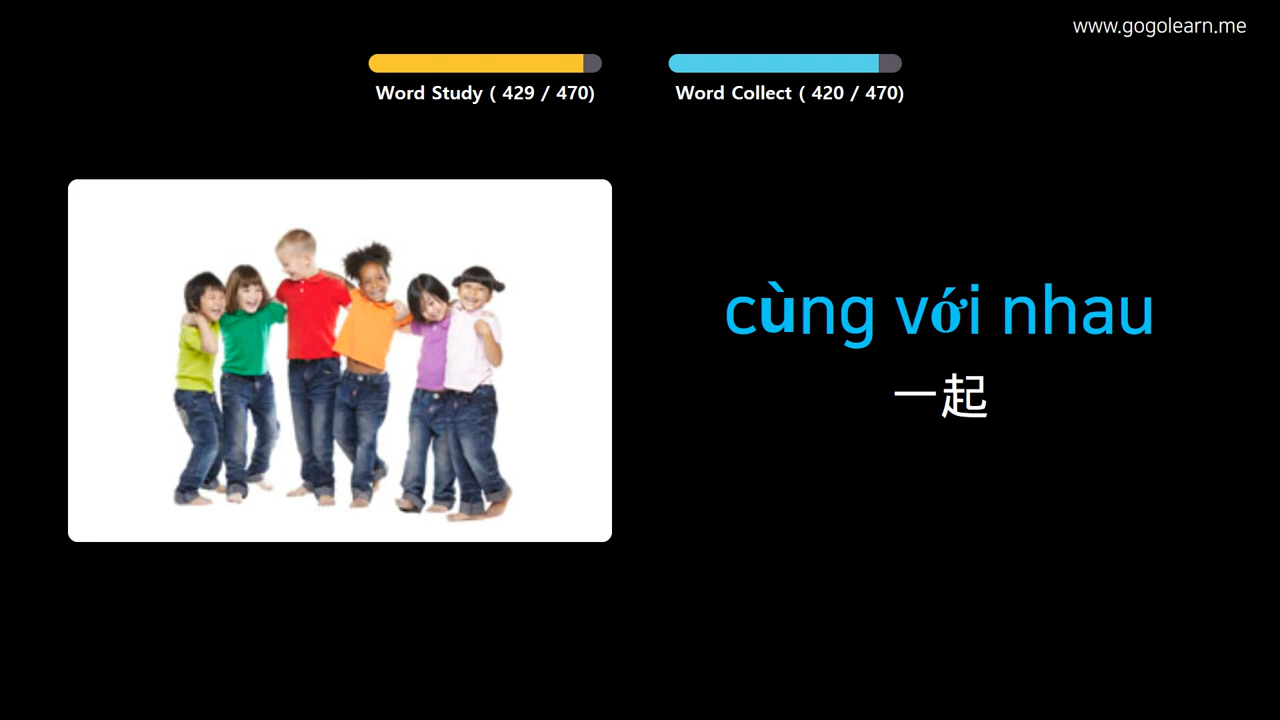 www.gogolearn.me
Word Study ( 429 / 470)
Word Collect ( 420 / 470)
cùng với nhau
一起